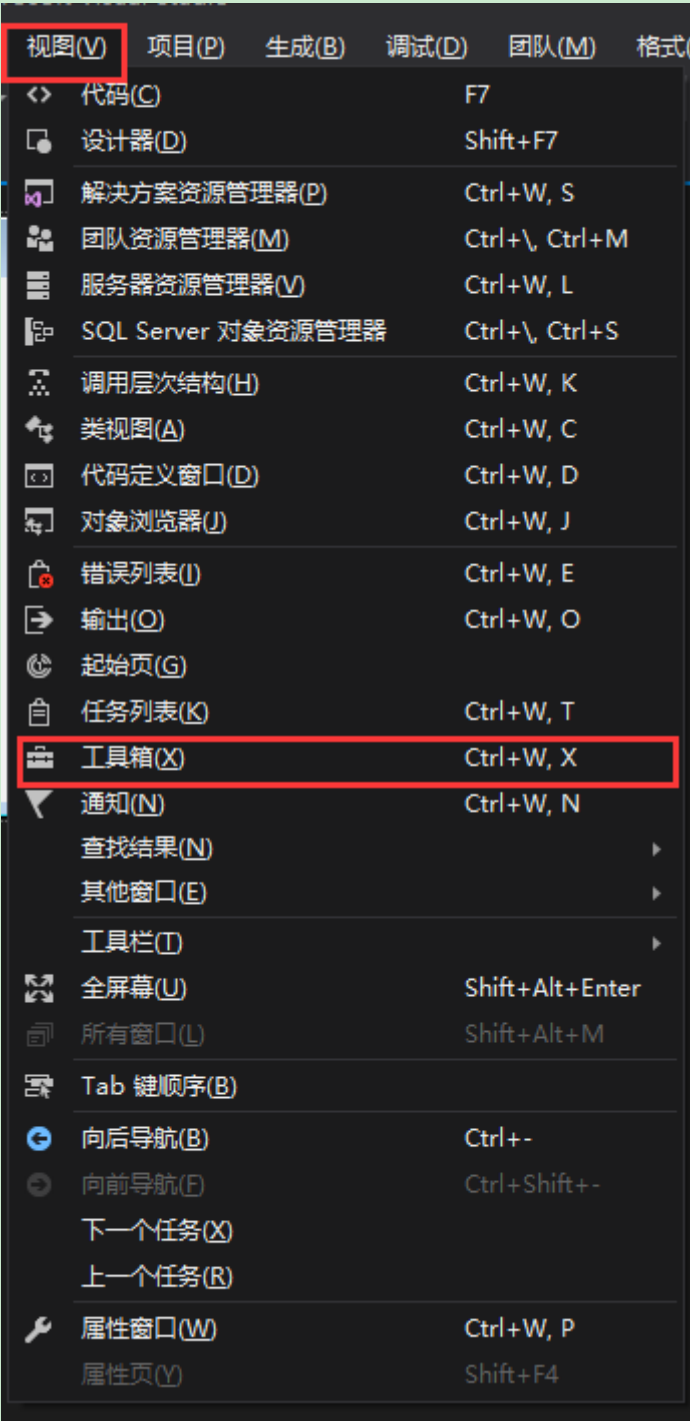 视图(V) 项目(P) 生成(B) 调试(D) 团队(M) 格式(
代码(C) F7
设计器(D) Shift+F7
解决方案资源管理器(P) Ctrl+W, S
团队资源管理器(M) Ctrl+\, Ctrl+M
服务器资源管理器(V) Ctrl+W, L
SQL Server 对象资源管理器 Ctrl+\, Ctrl+S
调用层次结构(H) Ctrl+W, K
类视图(A) Ctrl+W, C
代码定义窗口(D) Ctrl+W, D
对象浏览器(J) Ctrl+W, J
错误列表(I) Ctrl+W, E
输出(O) Ctrl+W, O
起始页(G)
任务列表(K) Ctrl+W, T
工具箱(X) Ctrl+W, X
通知(N) Ctrl+W, N
查找结果(N)
其他窗口(E)
工具栏(T)
全屏幕(U) Shift+Alt+Enter
所有窗口(L) Shift+Alt+M
Tab 键顺序(B)
向后导航(B) Ctrl+-
向前导航(F) Ctrl+Shift+-
下一个任务(X)
上一个任务(R)
属性窗口(W) Ctrl+W, P
属性页(Y) Shift+F4